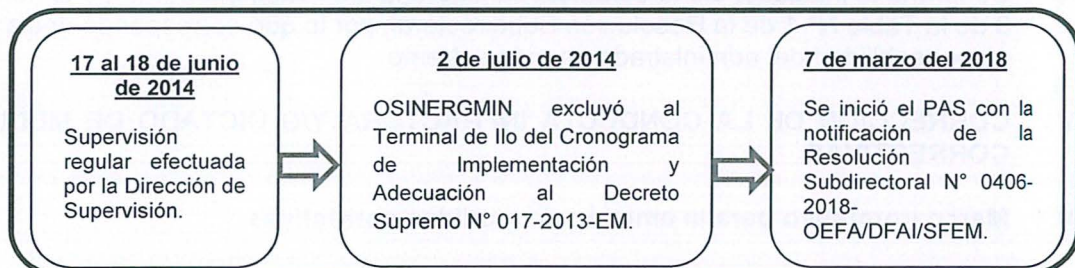 17 al 18 de junio
de 2014
Supervisión
regular efectuada
por la Dirección de
Supervisión.
2 de julio de 2014
OSINERGMIN excluyó al
Terminal de Ilo del Cronograma
de Implementación y
Adecuación al Decreto
Supremo N° 017-2013-EM.
7 de marzo del 2018
Se inició el PAS con la
notificación de la
Resolución
Subdirectoral N° 0406-
2018-
OEFA/DFAI/SFEM.